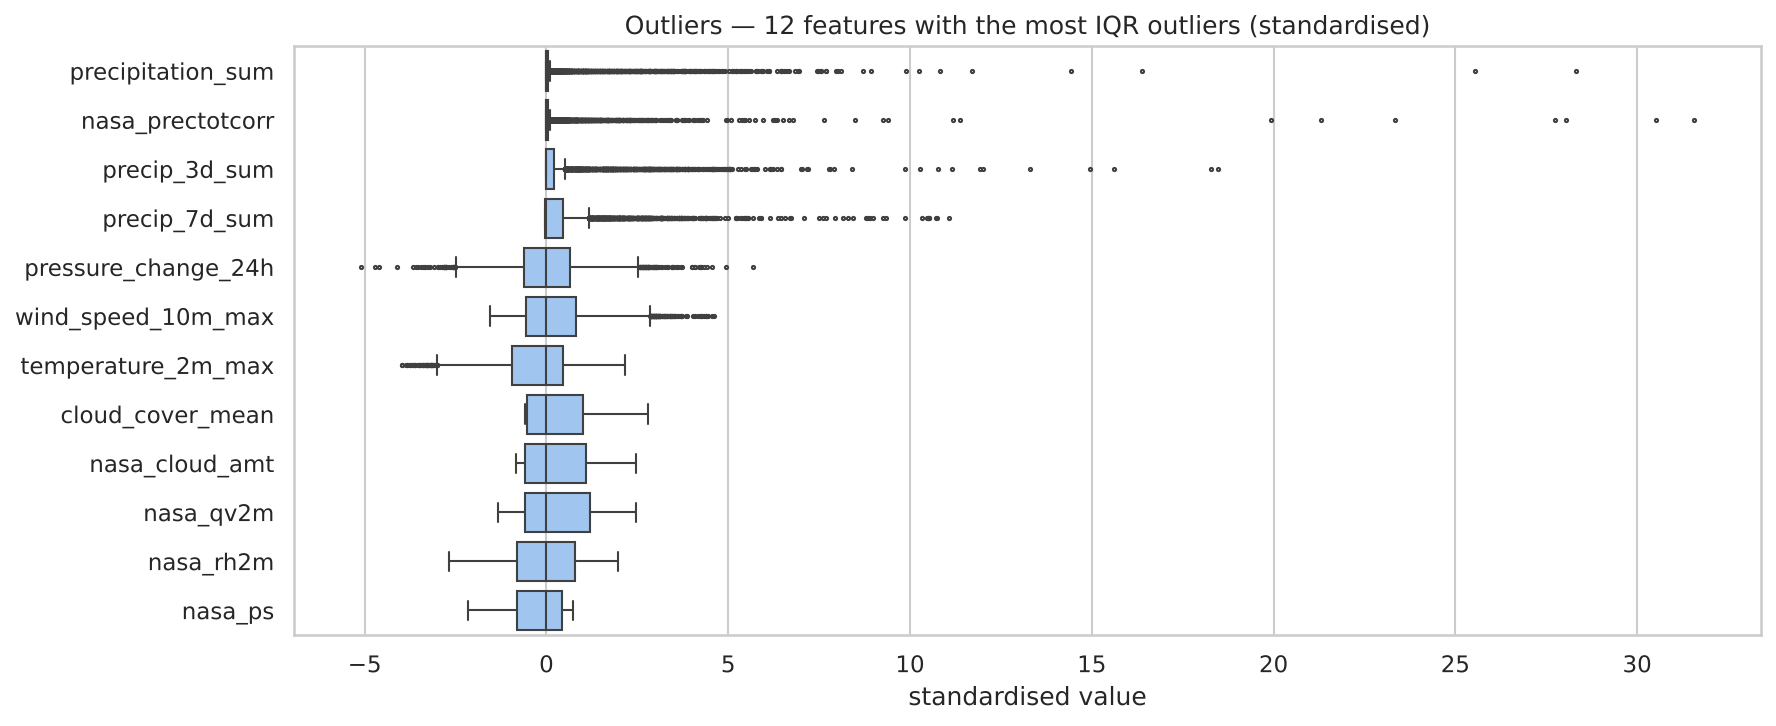 Outliers — 12 features with the most IQR outliers (standardised)
precipitation_sum
nasa_prectotcorr
precip_3d_sum
precip_7d_sum
pressure_change_24h
wind_speed_10m_max
temperature_2m_max
cloud_cover_mean
nasa_cloud_amt
nasa_qv2m
nasa_rh2m
nasa_ps
−5 0 5 10 15 20 25 30
standardised value